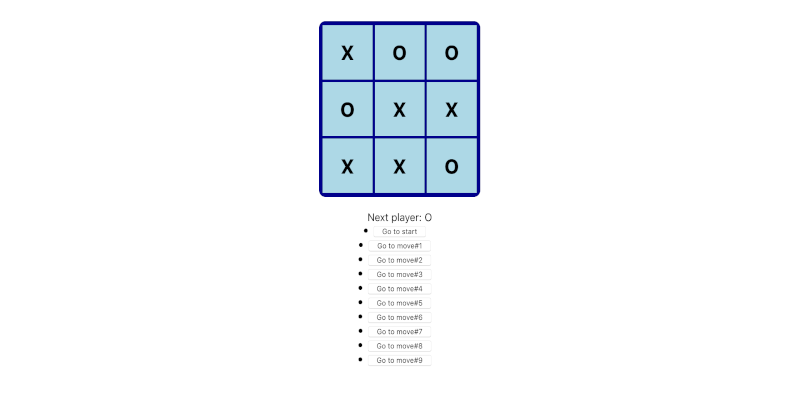 X O O
O X X
X X O
Next player: O
Go to start
Go to move#1
Go to move#2
Go to move#3
Go to move#4
Go to move#5
Go to move#6
Go to move#7
Go to move#8
Go to move#9